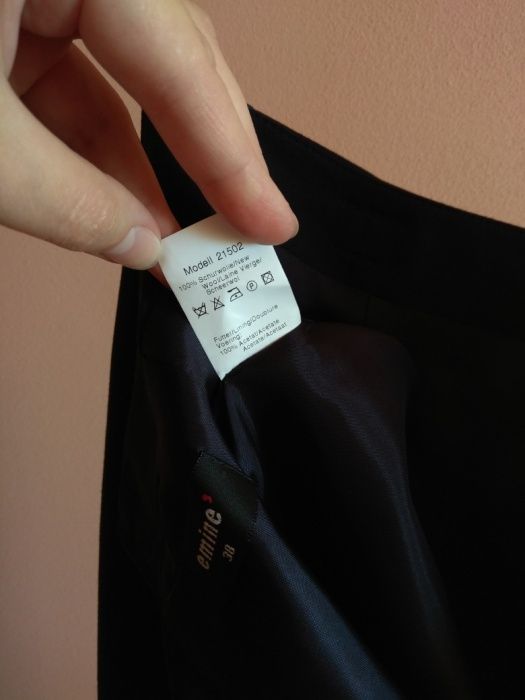 Modell 21502
100% Schurwolle/New
Wool/Laine Vierge/
Scheerwol
P
Futter/Lining/Doublure
Voering:
100% Acetat/Acetate
Acetate/Acetaat
emine s
38